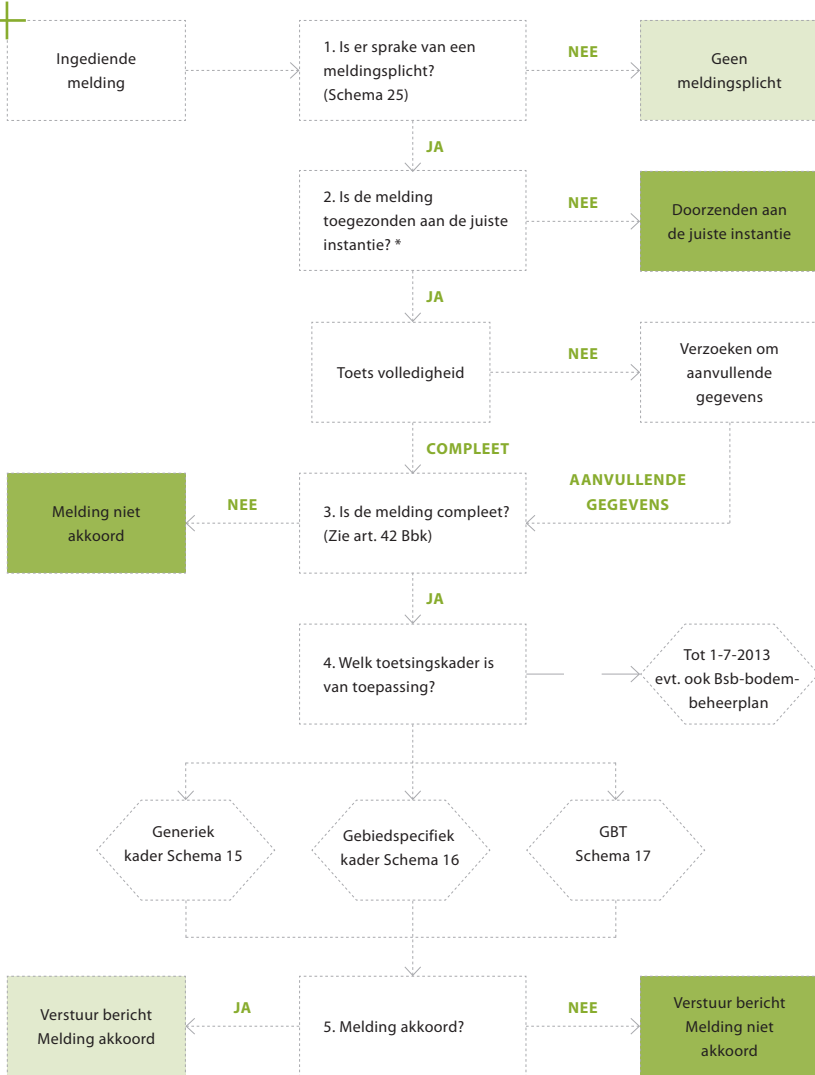 Ingediende
melding
1. Is er sprake van een
meldingsplicht?
(Schema 25)
NEE
Geen
meldingsplicht
JA
2. Is de melding
toegezonden aan de juiste
instantie? *
NEE
Doorzenden aan
de juiste instantie
JA
Toets volledigheid
NEE
Verzoeken om
aanvullende
gegevens
COMPLEET
AANVULLENDE
GEGEVENS
3. Is de melding compleet?
(Zie art. 42 Bbk)
NEE
Melding niet
akkoord
JA
4. Welk toetsingskader is
van toepassing?
Tot 1-7-2013
evt. ook Bsb-bodem-
beheerplan
Generiek
kader Schema 15
Gebiedspecifiek
kader Schema 16
GBT
Schema 17
5. Melding akkoord?
JA
Verstuur bericht
Melding akkoord
NEE
Verstuur bericht
Melding niet
akkoord